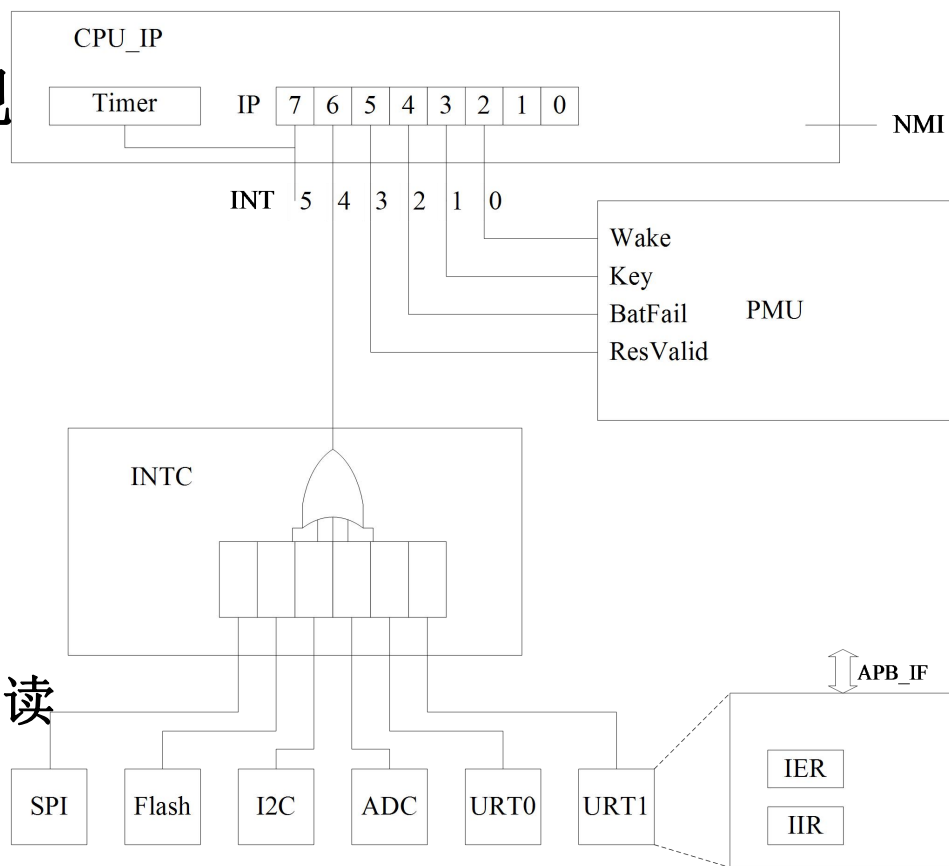 CPU_IP
Timer
IP 7 6 5 4 3 2 1 0
NMI
INT 5 4 3 2 1 0
Wake
Key
BatFail
PMU
ResValid
INTC
读
APB_IF
SPI
Flash
I2C
ADC
URT0
URT1
IER
IIR